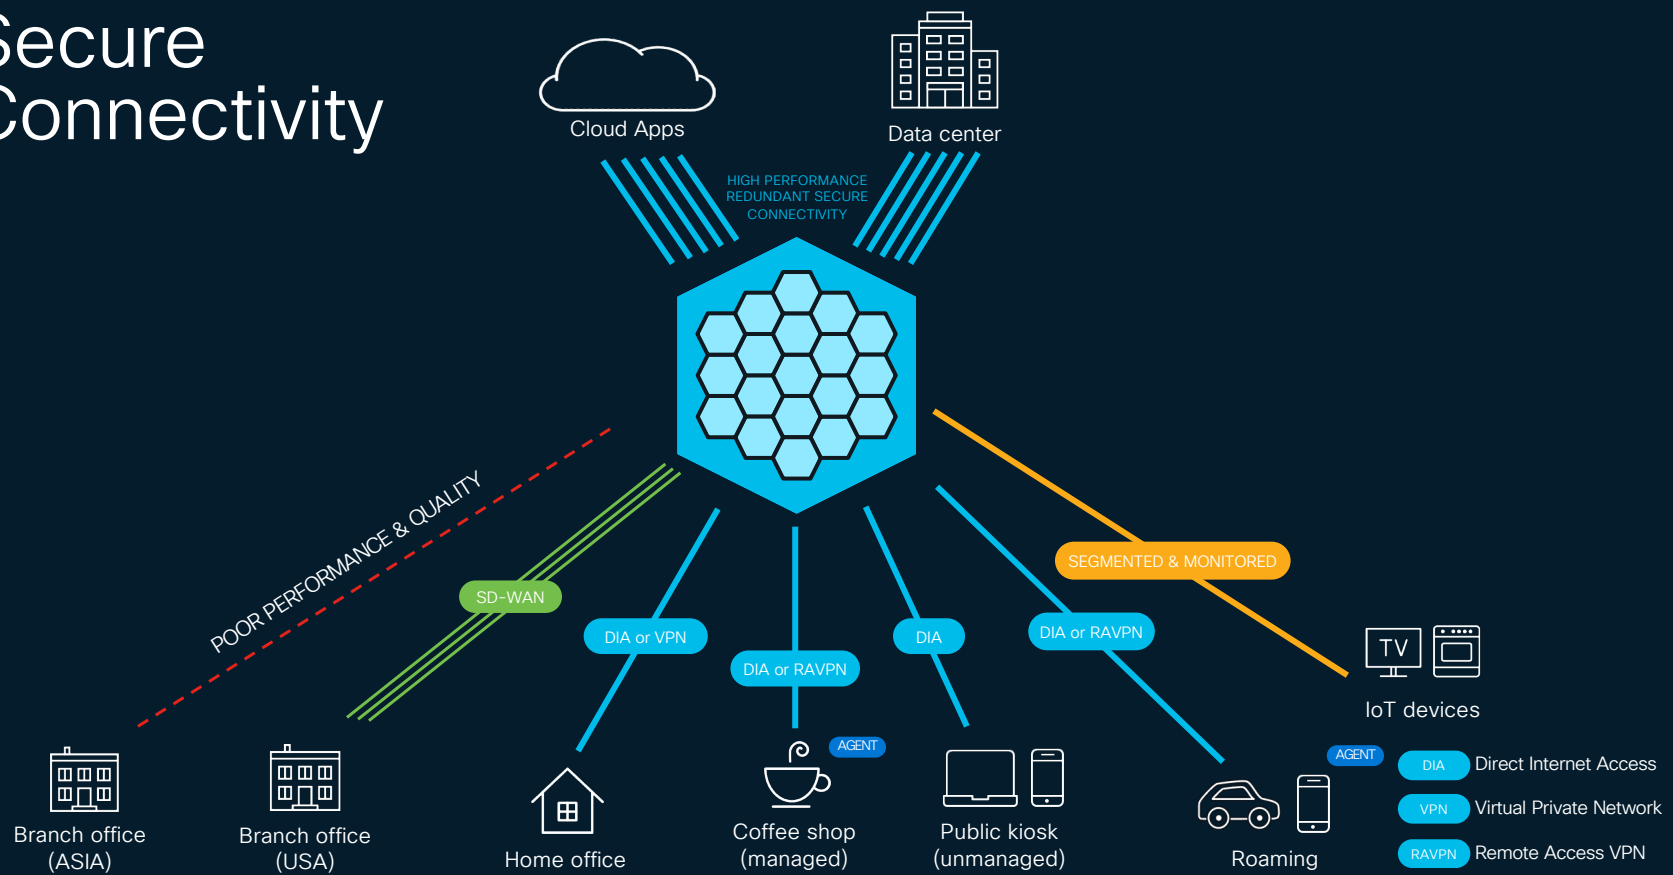 Secure
Connectivity
Cloud Apps
Data center
HIGH PERFORMANCE
REDUNDANT SECURE
CONNECTIVITY
POOR PERFORMANCE & QUALITY
SD-WAN
DIA or VPN
DIA or RAVPN
DIA
DIA or RAVPN
SEGMENTED & MONITORED
TV
IoT devices
Branch office
(ASIA)
Branch office
(USA)
Home office
AGENT
Coffee shop
(managed)
Public kiosk
(unmanaged)
AGENT
Roaming
DIA Direct Internet Access
VPN Virtual Private Network
RAVPN Remote Access VPN